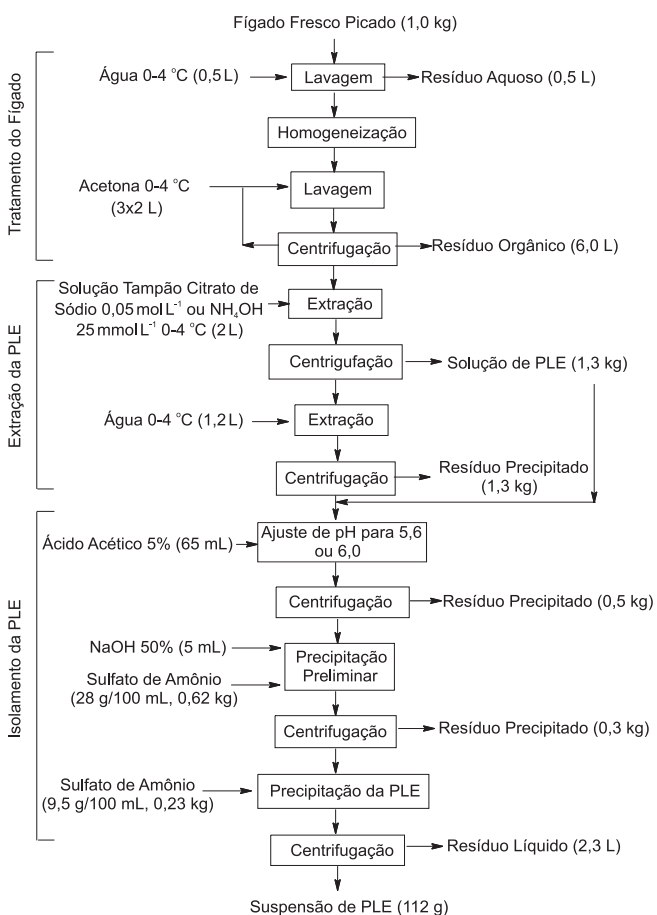 Fígado Fresco Picado (1,0 kg)
Tratamento do Fígado
Água 0-4 °C (0,5 L)
Lavagem
Resíduo Aquoso (0,5 L)
Homogeneização
Acetona 0-4 °C
(3x2 L)
Lavagem
Centrifugação
Resíduo Orgânico (6,0 L)
Extração da PLE
Solução Tampão Citrato de
Sódio 0,05 mol L⁻¹ ou NH₄OH
25 mmol L⁻¹ 0-4 °C (2L)
Extração
Centrigufação
Solução de PLE (1,3 kg)
Água 0-4 °C (1,2 L)
Extração
Centrifugação
Resíduo Precipitado
(1,3 kg)
Isolamento da PLE
Ácido Acético 5% (65 mL)
Ajuste de pH para 5,6
ou 6,0
Centrifugação
Resíduo Precipitado (0,5 kg)
NaOH 50% (5 mL)
Sulfato de Amônio
(28 g/100 mL, 0,62 kg)
Precipitação
Preliminar
Centrifugação
Resíduo Precipitado (0,3 kg)
Sulfato de Amônio
(9,5 g/100 mL, 0,23 kg)
Precipitação da PLE
Centrifugação
Resíduo Líquido (2,3 L)
Suspensão de PLE (112 g)